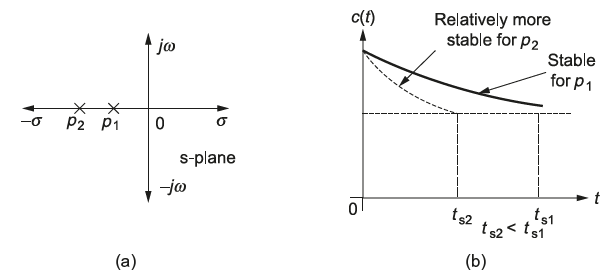 jω
−σ p₂ p₁ 0 σ
s-plane
−jω
(a)
c(t)
Relatively more
stable for p₂
Stable
for p₁
0 t
tₛ₂ tₛ₁
tₛ₂ < tₛ₁
(b)